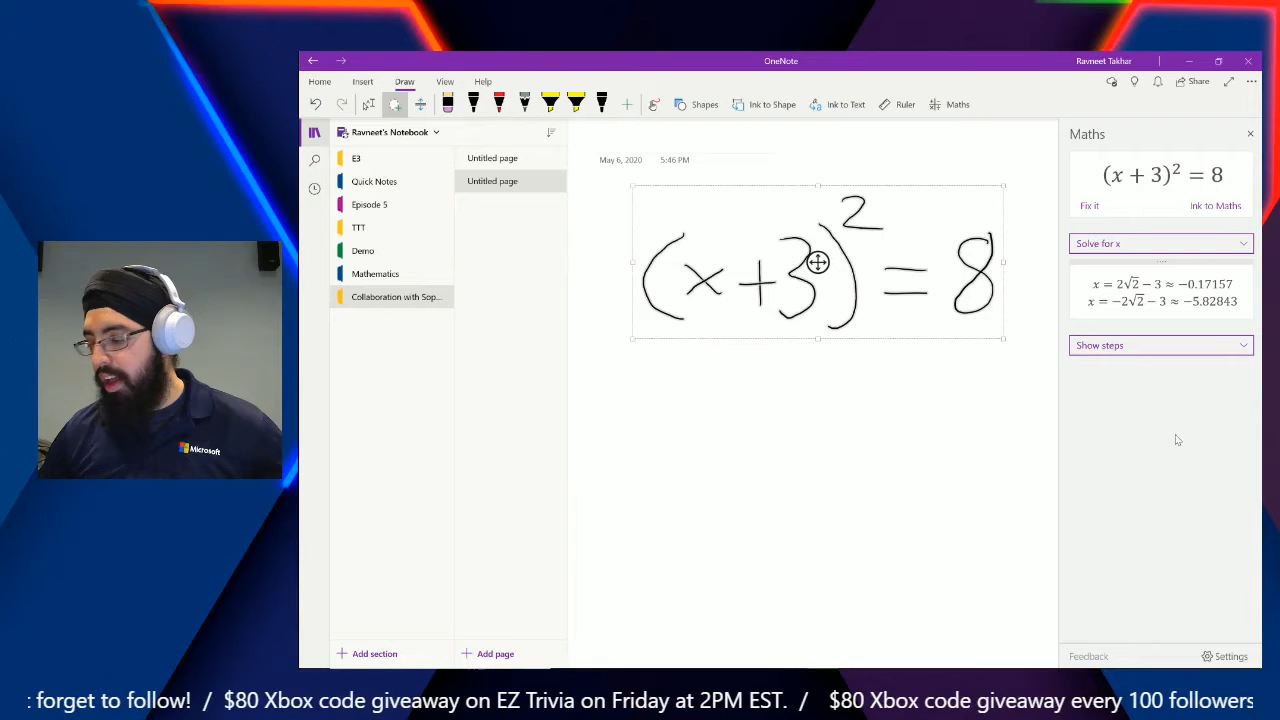 OneNote
Ravneet Takhar
Home Insert Draw View Help
Share
Shapes Ink to Shape Ink to Text Ruler Maths
Ravneet's Notebook
E3
Quick Notes
Episode 5
TTT
Demo
Mathematics
Collaboration with Sop...
Add section
Untitled page
Untitled page
Add page
May 6, 2020 5:46 PM
(x+3)² = 8
Maths
(x + 3)² = 8
Fix it Ink to Maths
Solve for x
x = 2√2 − 3 ≈ −0.17157
x = −2√2 − 3 ≈ −5.82843
Show steps
Feedback Settings
Microsoft
t forget to follow! / $80 Xbox code giveaway on EZ Trivia on Friday at 2PM EST. / $80 Xbox code giveaway every 100 followers